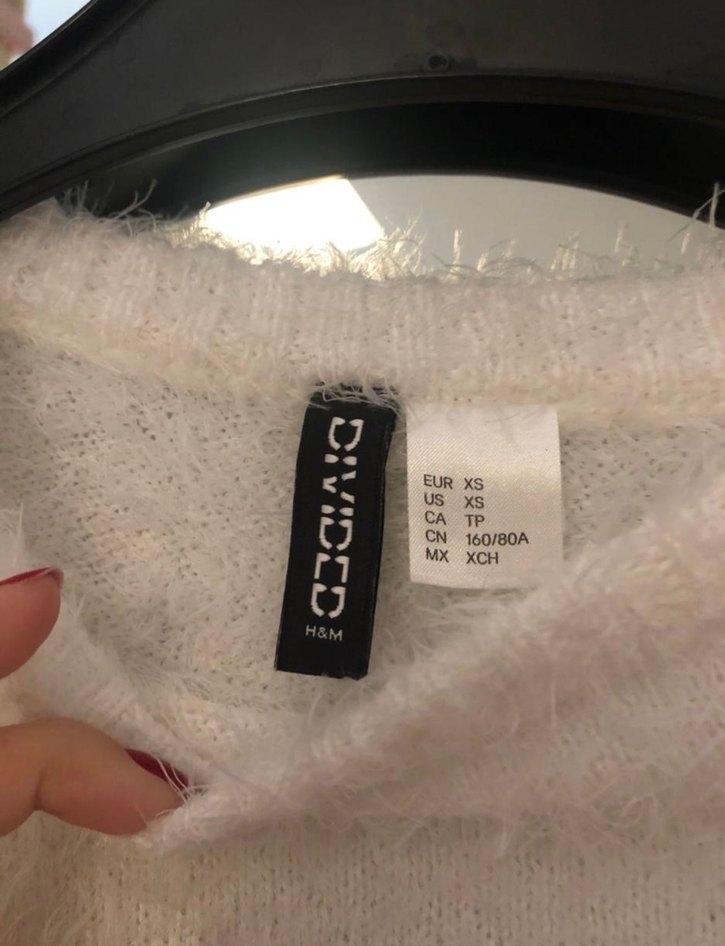 DIVIDED
H&M
EUR XS
US XS
CA TP
CN 160/80A
MX XCH